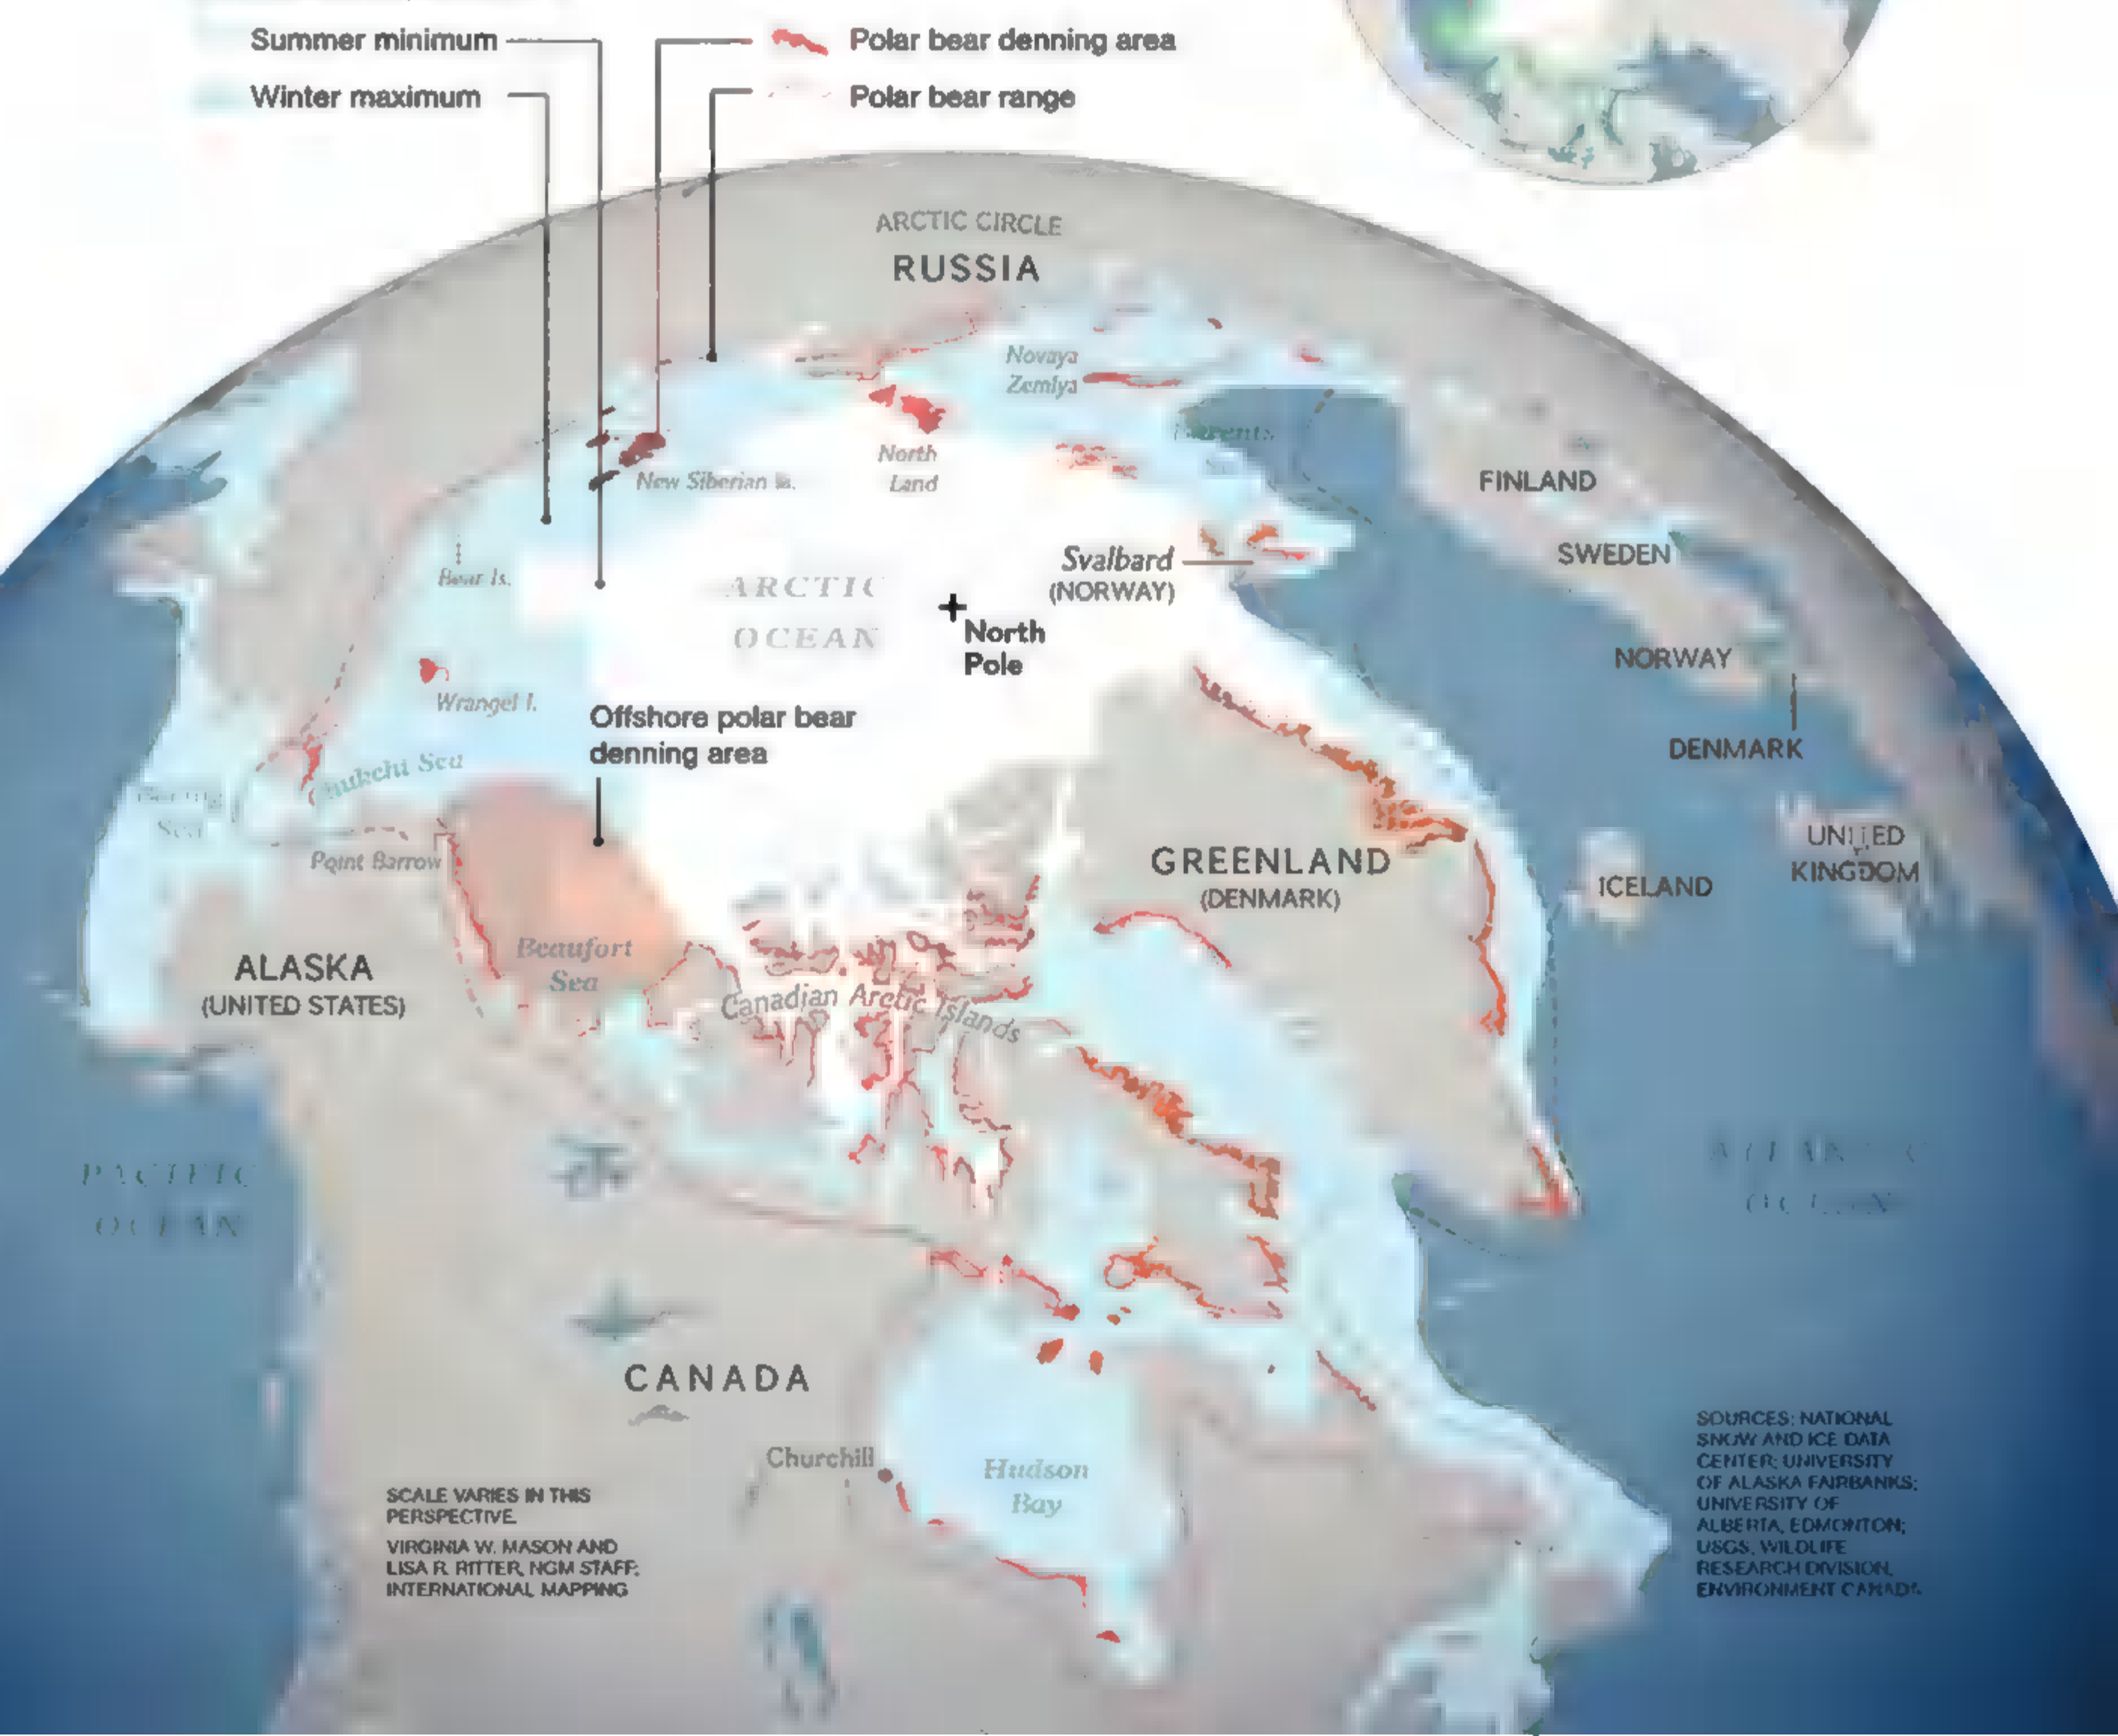 Summer minimum
Winter maximum
Polar bear denning area
Polar bear range
ARCTIC CIRCLE
RUSSIA
Novaya
Zemlya
North
Land
New Siberian Is.
FINLAND
SWEDEN
Svalbard
(NORWAY)
Bear Is.
ARCTIC
OCEAN
North
Pole
NORWAY
Wrangel I.
Offshore polar bear
denning area
DENMARK
Sea
Sea
Point Barrow
UNITED
KINGDOM
GREENLAND
(DENMARK)
ICELAND
ALASKA
(UNITED STATES)
Beaufort
Sea
Canadian Arctic Islands
PACIFIC
OCEAN
CANADA
Churchill
Hudson
Bay
SCALE VARIES IN THIS
PERSPECTIVE.
VIRGINIA W. MASON AND
LISA R. RITTER, NGM STAFF;
INTERNATIONAL MAPPING
SOURCES: NATIONAL
SNOW AND ICE DATA
CENTER; UNIVERSITY
OF ALASKA FAIRBANKS;
UNIVERSITY OF
ALBERTA, EDMONTON;
USGS, WILDLIFE
RESEARCH DIVISION,
ENVIRONMENT CANADA